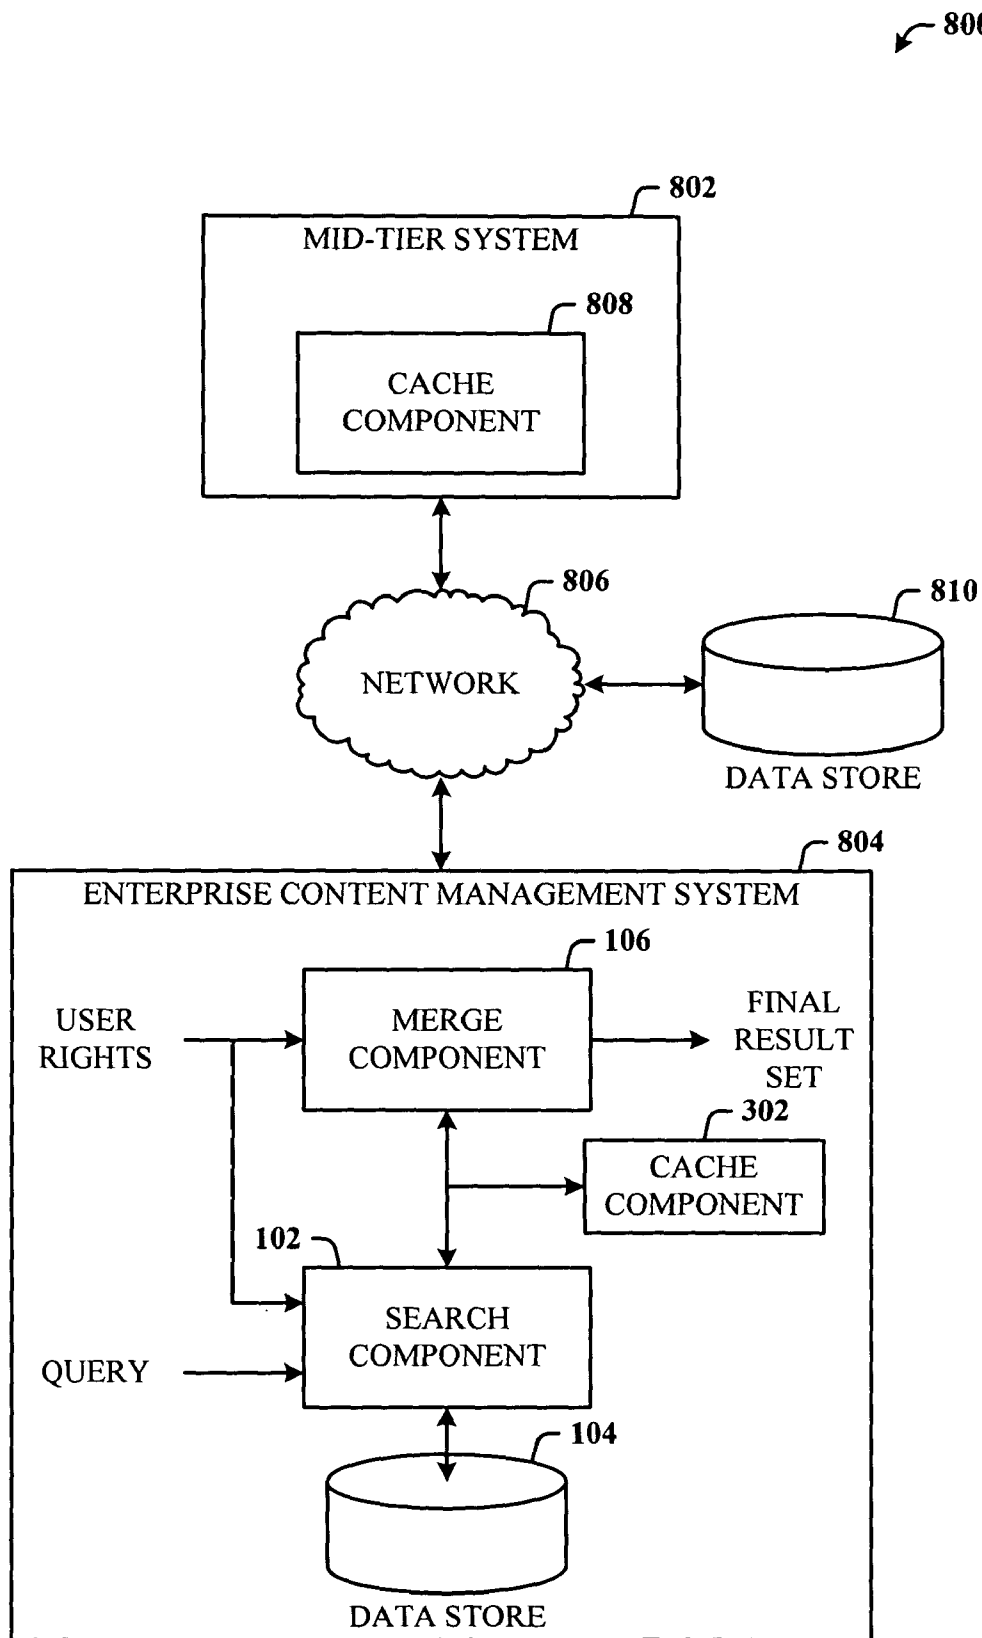 802
MID-TIER SYSTEM
808
CACHE
COMPONENT
806
NETWORK
810
DATA STORE
804
ENTERPRISE CONTENT MANAGEMENT SYSTEM
106
USER
RIGHTS
MERGE
COMPONENT
FINAL
RESULT
SET
302
CACHE
COMPONENT
102
SEARCH
COMPONENT
QUERY
104
DATA STORE